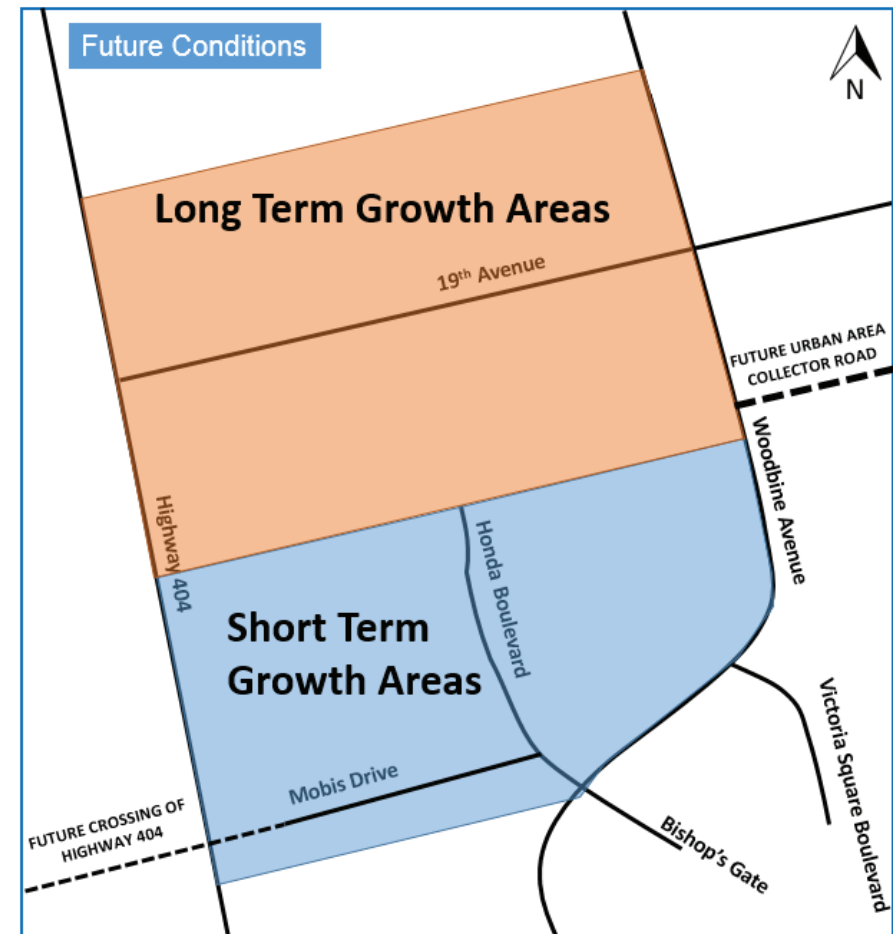 Future Conditions
N
Long Term Growth Areas
19th Avenue
FUTURE URBAN AREA
COLLECTOR ROAD
Woodbine Avenue
Highway 404
Honda Boulevard
Short Term
Growth Areas
Victoria Square Boulevard
Mobis Drive
FUTURE CROSSING OF
HIGHWAY 404
Bishop's Gate